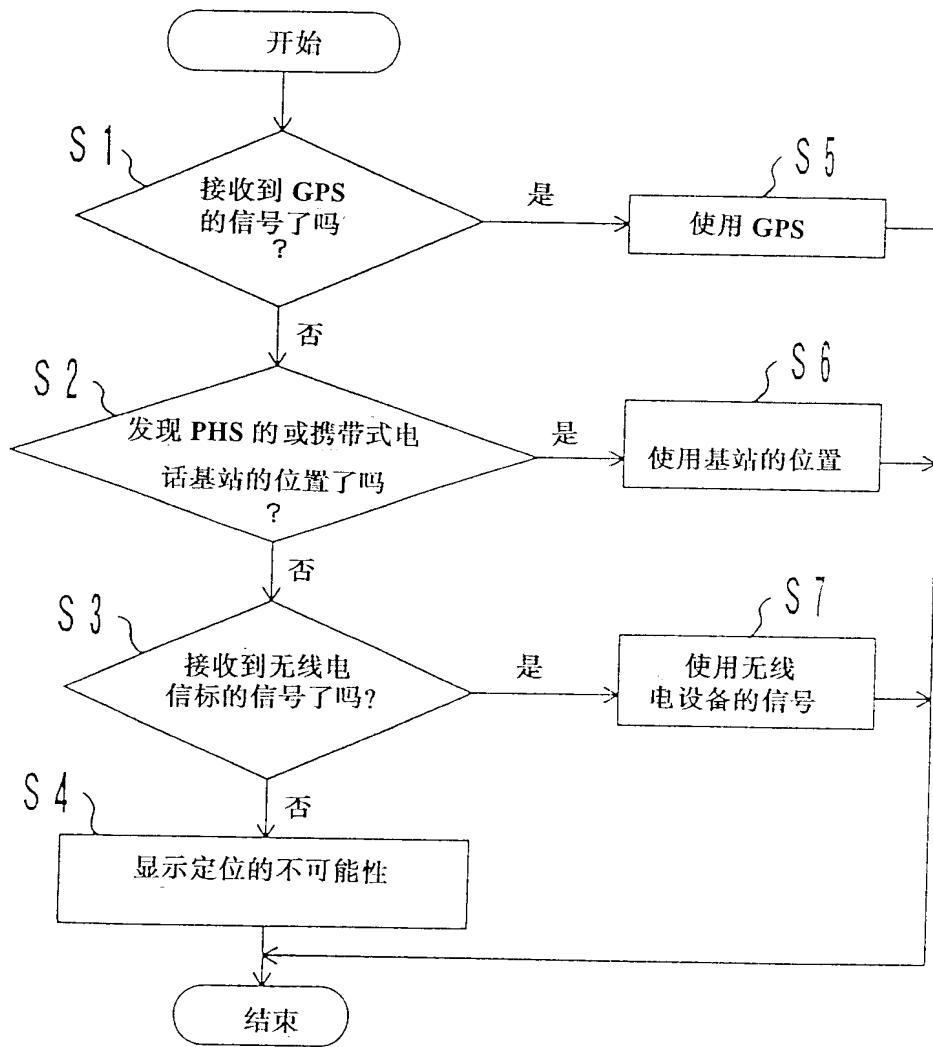 开始
S1
接收到 GPS
的信号了吗
?
是
S5
使用 GPS
否
S2
发现 PHS 的或携带式电
话基站的位置了吗
?
是
S6
使用基站的位置
否
S3
接收到无线电
信标的信号了吗?
是
S7
使用无线
电设备的信号
否
S4
显示定位的不可能性
结束